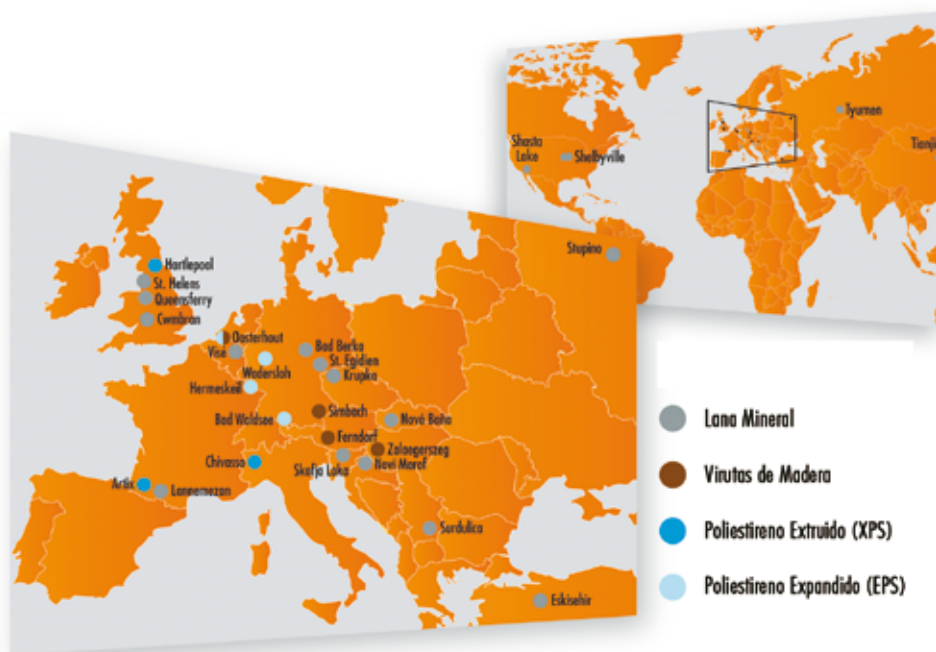 Shasta
Lake
Shelbyville
Tyumen
Tianji
Stupino
Hartlepool
St. Helens
Queensferry
Cwmbran
Oosterhout
Visé
Wadersloh
Hermeskeil
Bad Berka
St. Egidien
Krupka
Bad Waldsee
Simbach
Nová Baňa
Ferndorf
Zalaegerszeg
Chivasso
Skofja Loka
Novi Marof
Artix
Lannemezan
Surdulica
Eskisehir
Lana Mineral
Virutas de Madera
Poliestireno Extruido (XPS)
Poliestireno Expandido (EPS)